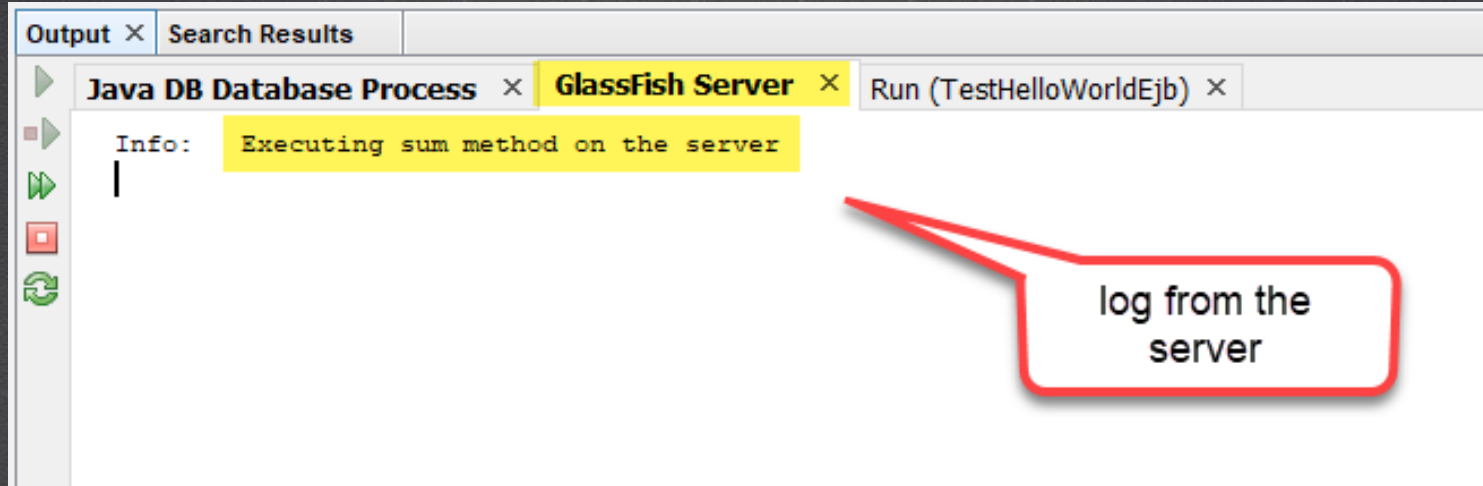 Output × Search Results
Java DB Database Process × GlassFish Server × Run (TestHelloWorldEjb) ×
Info: Executing sum method on the server
log from the
server